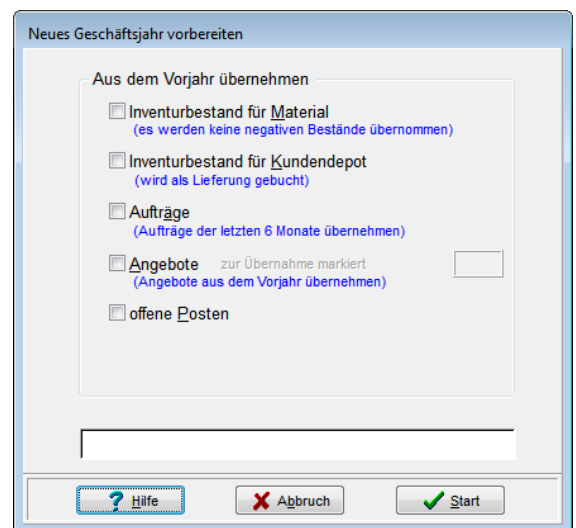 Neues Geschäftsjahr vorbereiten
Aus dem Vorjahr übernehmen
Inventurbestand für Material
(es werden keine negativen Bestände übernommen)
Inventurbestand für Kundendepot
(wird als Lieferung gebucht)
Aufträge
(Aufträge der letzten 6 Monate übernehmen)
Angebote zur Übernahme markiert
(Angebote aus dem Vorjahr übernehmen)
offene Posten
? Hilfe Abbruch Start